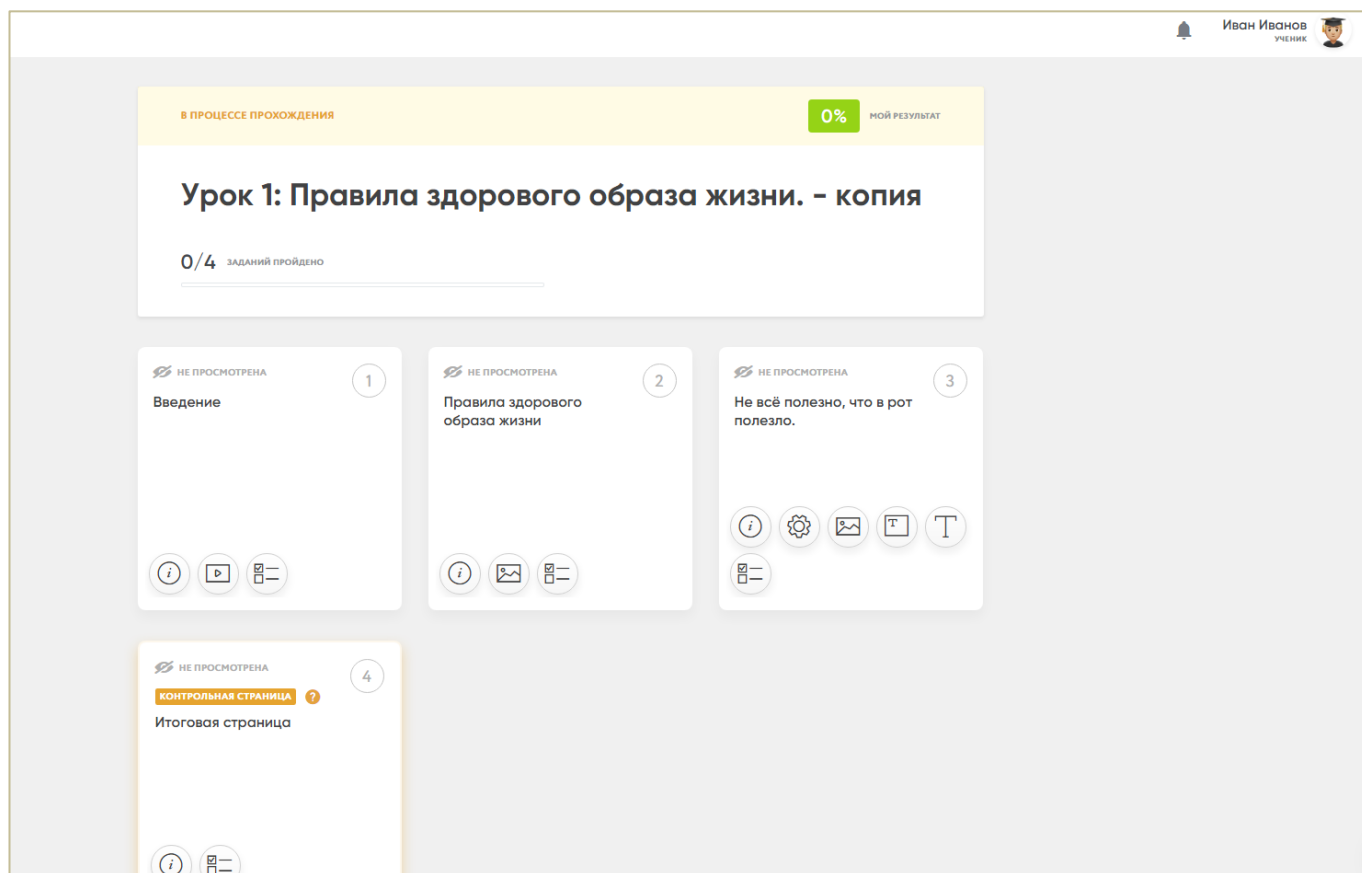 Иван Иванов
УЧЕНИК
В ПРОЦЕССЕ ПРОХОЖДЕНИЯ
0% МОЙ РЕЗУЛЬТАТ
Урок 1: Правила здорового образа жизни. - копия
0/4 ЗАДАНИЙ ПРОЙДЕНО
НЕ ПРОСМОТРЕНА
1
Введение
НЕ ПРОСМОТРЕНА
2
Правила здорового
образа жизни
НЕ ПРОСМОТРЕНА
3
Не всё полезно, что в рот
полезло.
НЕ ПРОСМОТРЕНА
4
КОНТРОЛЬНАЯ СТРАНИЦА ?
Итоговая страница